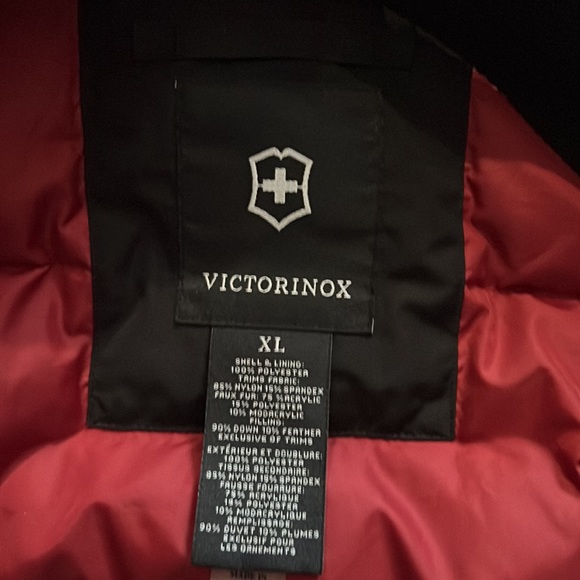 VICTORINOX
XL
SHELL & LINING:
100% POLYESTER
TRIMS FABRIC:
85% NYLON 15% SPANDEX
FAUX FUR: 75 %ACRYLIC
15% POLYESTER
10% MODACRYLIC
FILLING:
90% DOWN 10% FEATHER
EXCLUSIVE OF TRIMS
EXTÉRIEUR ET DOUBLURE:
100% POLYESTER
TISSUS SECONDAIRE:
85% NYLON 15% SPANDEX
FAUSSE FOURRURE:
75% ACRYLIQUE
15% POLYESTER
10% MODACRYLIQUE
REMPLISSAGE:
90% DUVET 10% PLUMES
EXCLUSIF POUR
LES ORNEMENTS
MADE IN